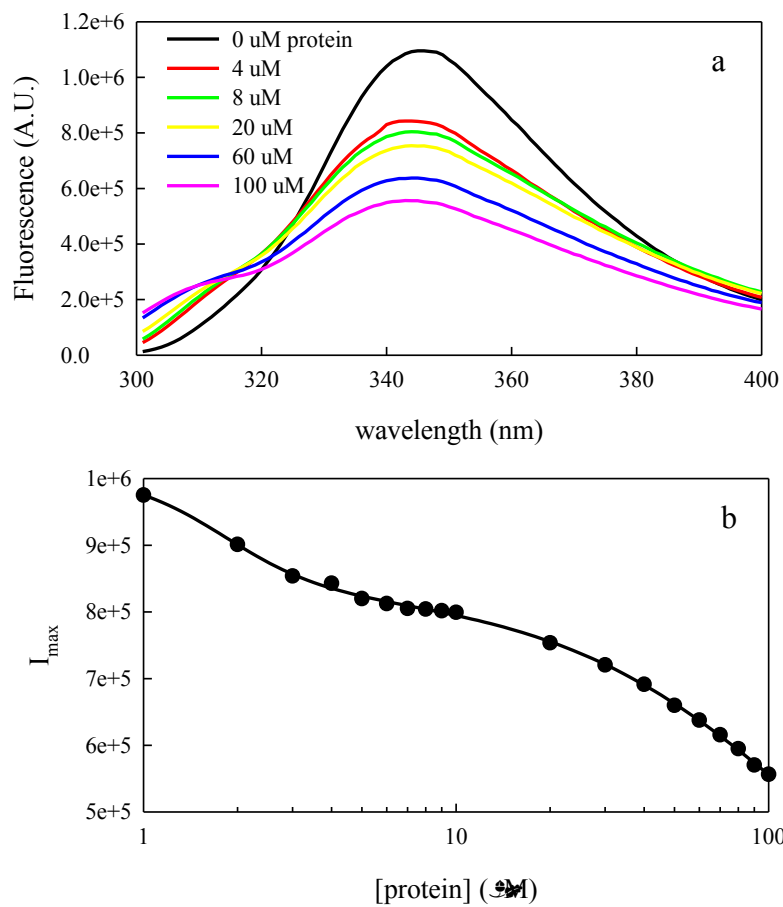 1.2e+6
1.0e+6
8.0e+5
6.0e+5
4.0e+5
2.0e+5
0.0
Fluorescence (A.U.)
0 uM protein
4 uM
8 uM
20 uM
60 uM
100 uM
a
300 320 340 360 380 400
wavelength (nm)
1e+6
9e+5
8e+5
7e+5
6e+5
5e+5
Imax
b
1 10 100
[protein]